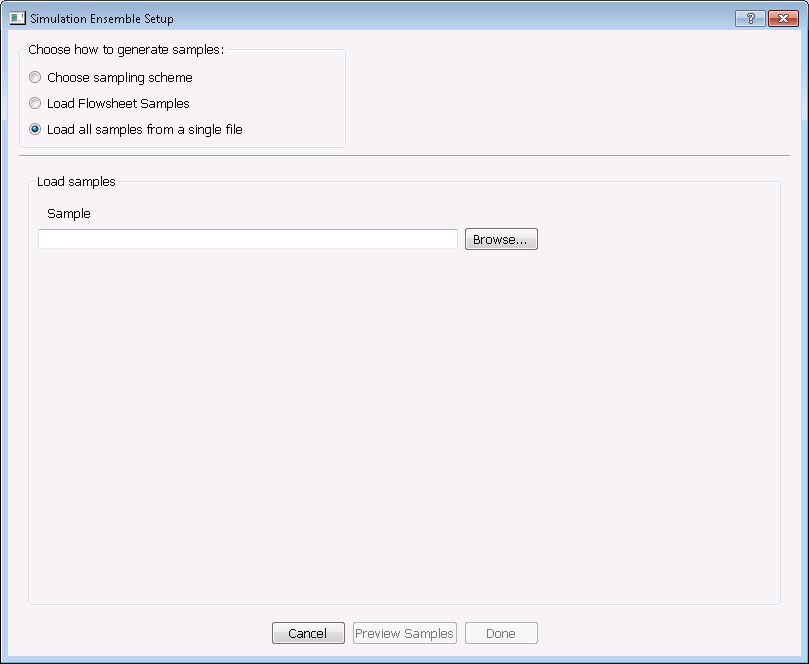 Simulation Ensemble Setup
?
Choose how to generate samples:
Choose sampling scheme
Load Flowsheet Samples
Load all samples from a single file
Load samples
Sample
Browse...
Cancel Preview Samples Done